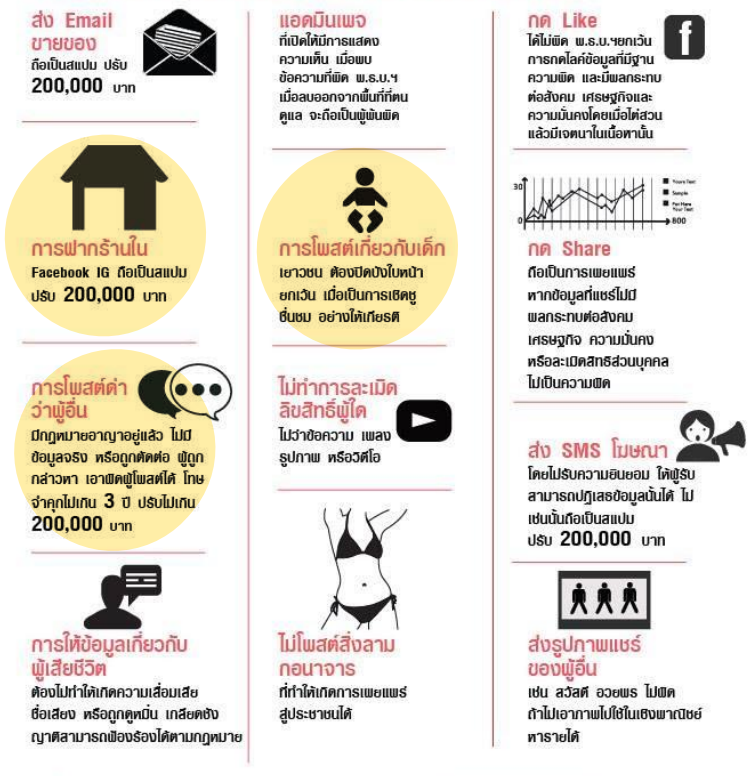 ส่ง Email
ขายของ
ถือเป็นสแปม ปรับ
200,000 บาท
การฝากร้านใน
Facebook IG ถือเป็นสแปม
ปรับ 200,000 บาท
การโพสต์ด่า
ว่าผู้อื่น
มีกฎหมายอาญาอยู่แล้ว ไม่มี
ข้อมูลจริง หรือถูกตัดต่อ ผู้ถูก
กล่าวหา เอาผิดผู้โพสต์ได้ โทษ
จำคุกไม่เกิน 3 ปี ปรับไม่เกิน
200,000 บาท
การให้ข้อมูลเกี่ยวกับ
ผู้เสียชีวิต
ต้องไม่ทำให้เกิดความเสื่อมเสีย
ชื่อเสียง หรือถูกดูหมิ่น เกลียดชัง
ญาติสามารถฟ้องร้องได้ตามกฎหมาย
แอดมินเพจ
ที่เปิดให้มีการแสดง
ความเห็น เมื่อพบ
ข้อความที่ผิด พ.ร.บ.ฯ
เมื่อลบออกจากพื้นที่ที่ตน
ดูแล จะถือเป็นผู้พ้นผิด
การโพสต์เกี่ยวกับเด็ก
เยาวชน ต้องปิดบังใบหน้า
ยกเว้น เมื่อเป็นการเชิดชู
ชื่นชม อย่างให้เกียรติ
ไม่ทำการละเมิด
ลิขสิทธิ์ผู้ใด
ไม่ว่าข้อความ เพลง
รูปภาพ หรือวิดีโอ
ไม่โพสต์สิ่งลาม
กอนาจาร
ที่ทำให้เกิดการเผยแพร่
สู่ประชาชนได้
กด Like
ได้ไม่ผิด พ.ร.บ.ฯยกเว้น
การกดไลค์ข้อมูลที่มีฐาน
ความผิด และมีผลกระทบ
ต่อสังคม เศรษฐกิจและ
ความมั่นคงโดยเมื่อไต่สวน
แล้วมีเจตนาในเนื้อหานั้น
30
0
800
Yours Text
Sample
Put Here
Your Text
กด Share
ถือเป็นการเผยแพร่
หากข้อมูลที่แชร์ไม่มี
ผลกระทบต่อสังคม
เศรษฐกิจ ความมั่นคง
หรือละเมิดสิทธิส่วนบุคคล
ไม่เป็นความผิด
ส่ง SMS โฆษณา
โดยไม่รับความยินยอม ให้ผู้รับ
สามารถปฏิเสธข้อมูลนั้นได้ ไม่
เช่นนั้นถือเป็นสแปม
ปรับ 200,000 บาท
ส่งรูปภาพแชร์
ของผู้อื่น
เช่น สวัสดี อวยพร ไม่ผิด
ถ้าไม่เอาภาพไปใช้ในเชิงพาณิชย์
หารายได้